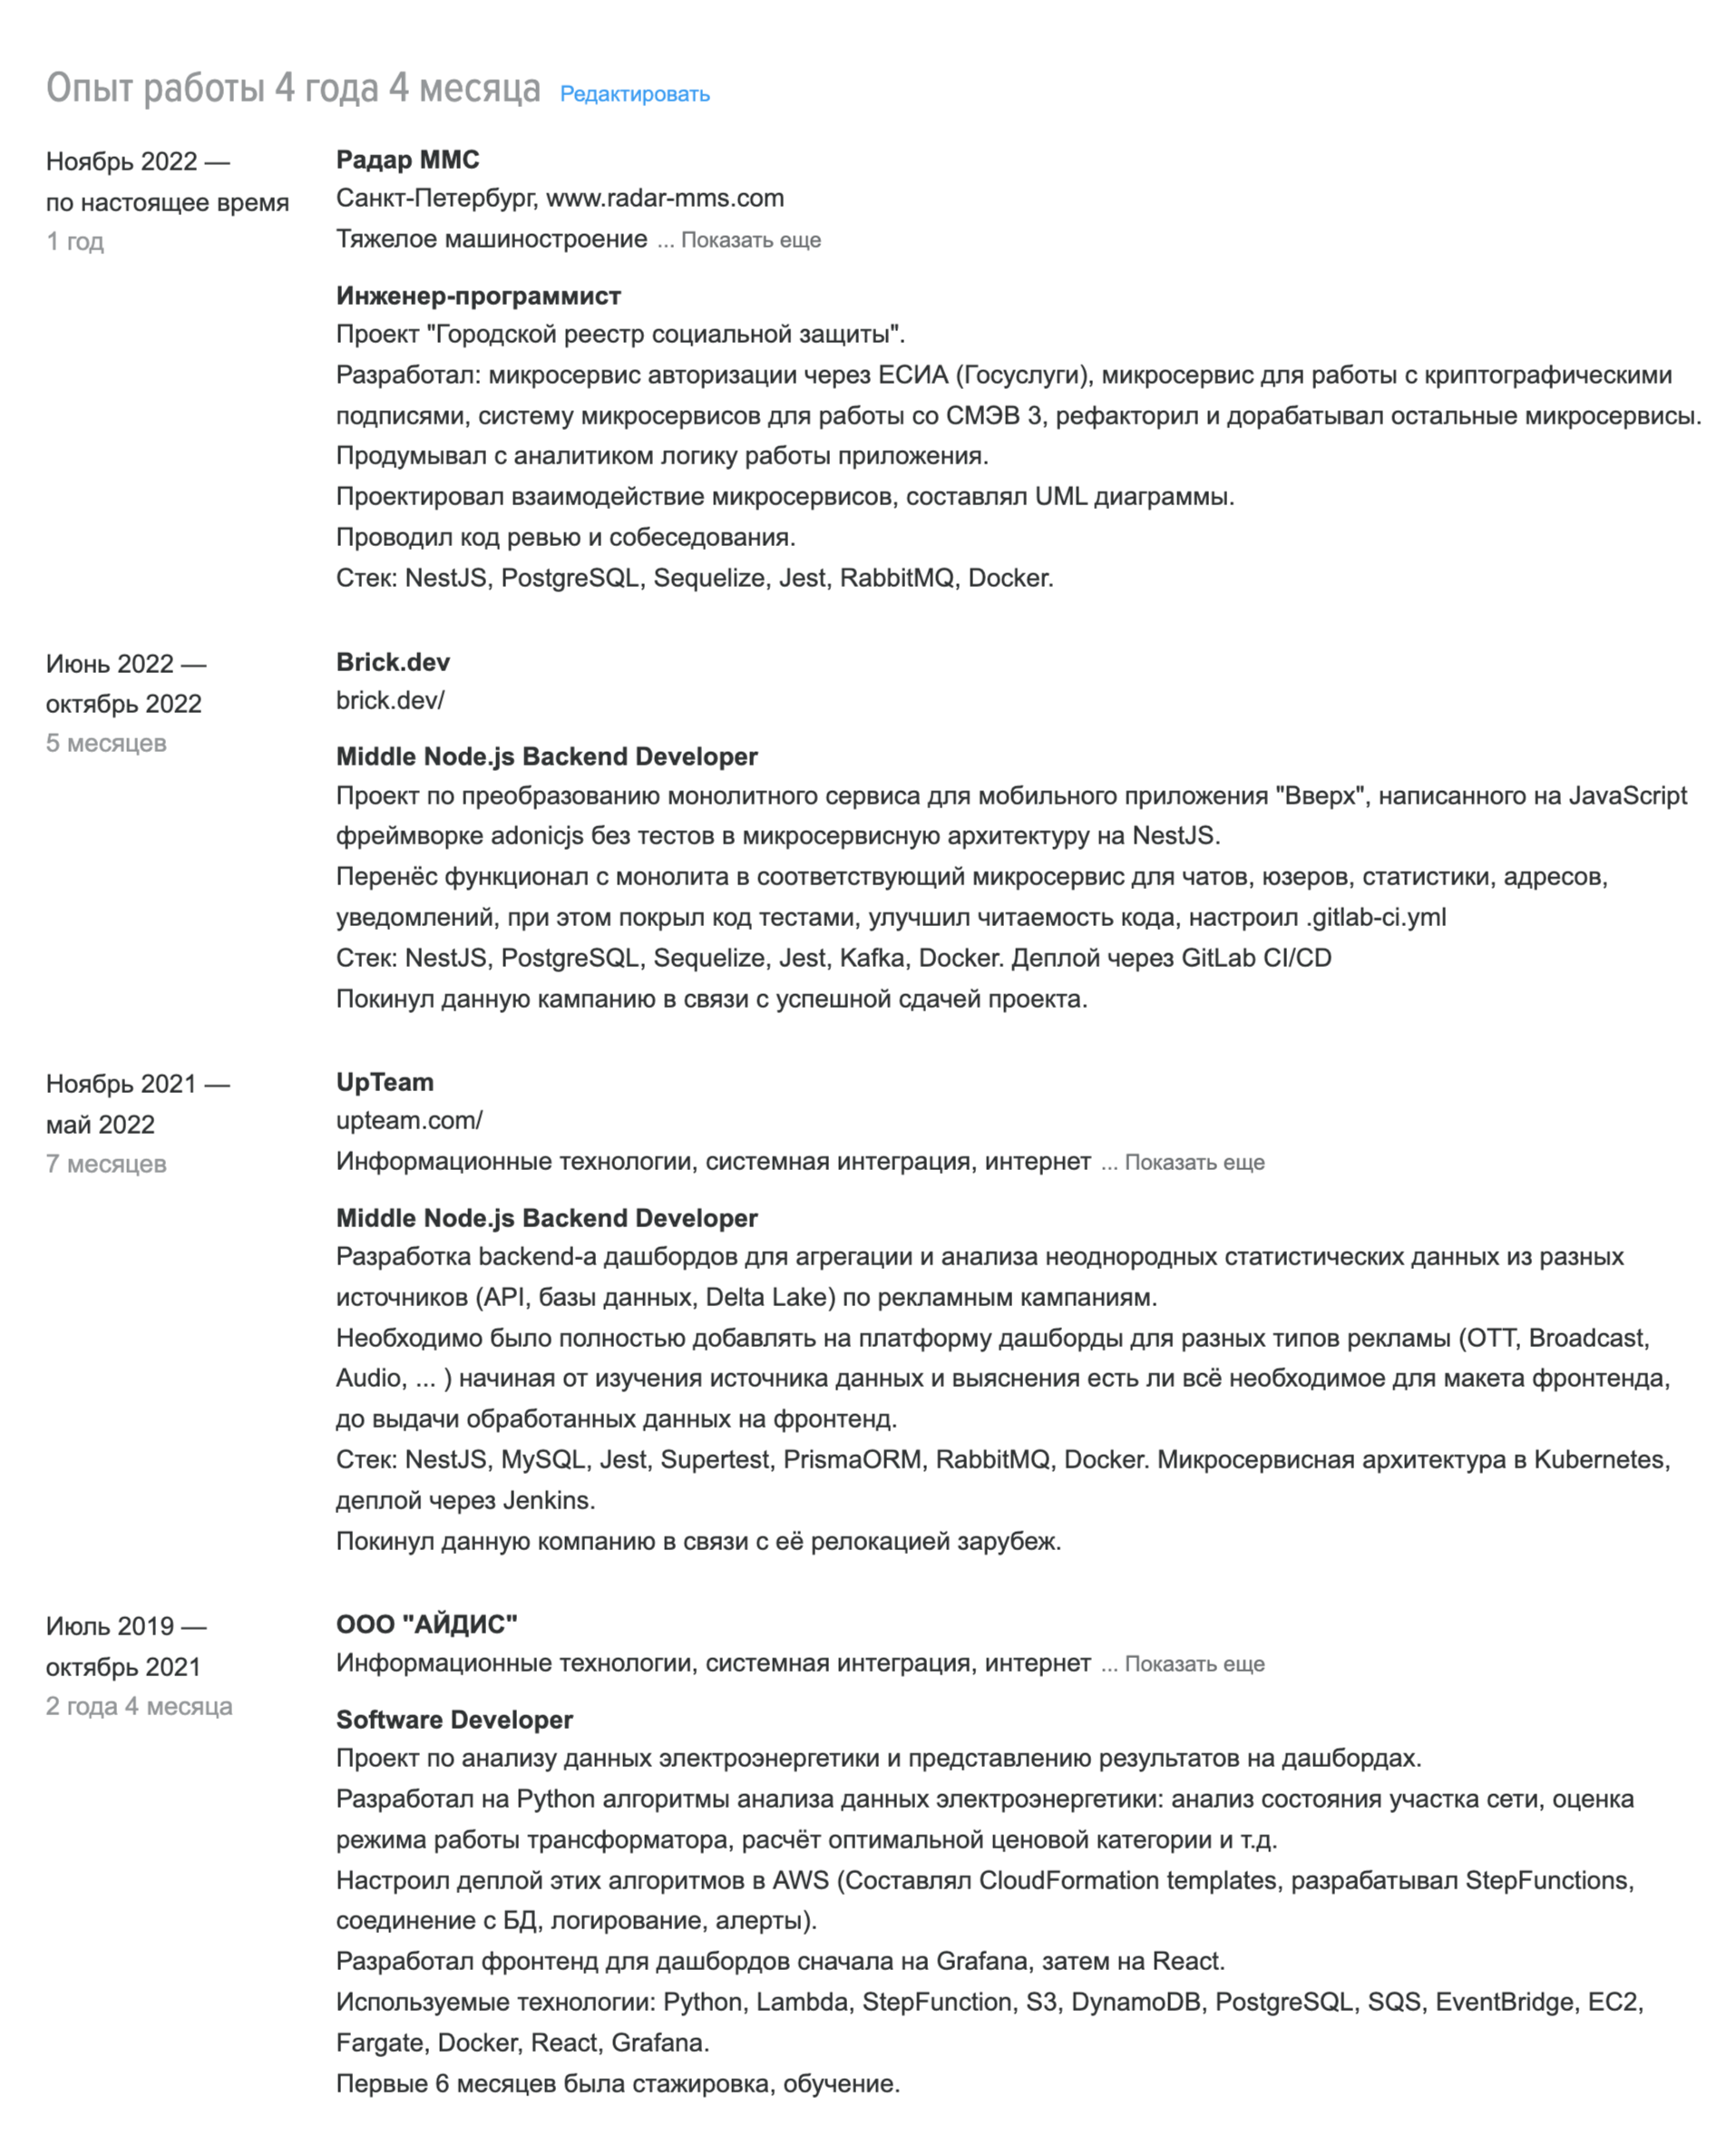 Опыт работы 4 года 4 месяца Редактировать
Ноябрь 2022 —
по настоящее время
1 год
Радар ММС
Санкт-Петербург, www.radar-mms.com
Тяжелое машиностроение ... Показать еще
Инженер-программист
Проект "Городской реестр социальной защиты".
Разработал: микросервис авторизации через ЕСИА (Госуслуги), микросервис для работы с криптографическими
подписями, систему микросервисов для работы со СМЭВ 3, рефакторил и дорабатывал остальные микросервисы.
Продумывал с аналитиком логику работы приложения.
Проектировал взаимодействие микросервисов, составлял UML диаграммы.
Проводил код ревью и собеседования.
Стек: NestJS, PostgreSQL, Sequelize, Jest, RabbitMQ, Docker.
Июнь 2022 —
октябрь 2022
5 месяцев
Brick.dev
brick.dev/
Middle Node.js Backend Developer
Проект по преобразованию монолитного сервиса для мобильного приложения "Вверх", написанного на JavaScript
фреймворке adonicjs без тестов в микросервисную архитектуру на NestJS.
Перенёс функционал с монолита в соответствующий микросервис для чатов, юзеров, статистики, адресов,
уведомлений, при этом покрыл код тестами, улучшил читаемость кода, настроил .gitlab-ci.yml
Стек: NestJS, PostgreSQL, Sequelize, Jest, Kafka, Docker. Деплой через GitLab CI/CD
Покинул данную кампанию в связи с успешной сдачей проекта.
Ноябрь 2021 —
май 2022
7 месяцев
UpTeam
upteam.com/
Информационные технологии, системная интеграция, интернет ... Показать еще
Middle Node.js Backend Developer
Разработка backend-а дашбордов для агрегации и анализа неоднородных статистических данных из разных
источников (API, базы данных, Delta Lake) по рекламным кампаниям.
Необходимо было полностью добавлять на платформу дашборды для разных типов рекламы (OTT, Broadcast,
Audio, ... ) начиная от изучения источника данных и выяснения есть ли всё необходимое для макета фронтенда,
до выдачи обработанных данных на фронтенд.
Стек: NestJS, MySQL, Jest, Supertest, PrismaORM, RabbitMQ, Docker. Микросервисная архитектура в Kubernetes,
деплой через Jenkins.
Покинул данную компанию в связи с её релокацией зарубеж.
Июль 2019 —
октябрь 2021
2 года 4 месяца
ООО "АЙДИС"
Информационные технологии, системная интеграция, интернет ... Показать еще
Software Developer
Проект по анализу данных электроэнергетики и представлению результатов на дашбордах.
Разработал на Python алгоритмы анализа данных электроэнергетики: анализ состояния участка сети, оценка
режима работы трансформатора, расчёт оптимальной ценовой категории и т.д.
Настроил деплой этих алгоритмов в AWS (Составлял CloudFormation templates, разрабатывал StepFunctions,
соединение с БД, логирование, алерты).
Разработал фронтенд для дашбордов сначала на Grafana, затем на React.
Используемые технологии: Python, Lambda, StepFunction, S3, DynamoDB, PostgreSQL, SQS, EventBridge, EC2,
Fargate, Docker, React, Grafana.
Первые 6 месяцев была стажировка, обучение.